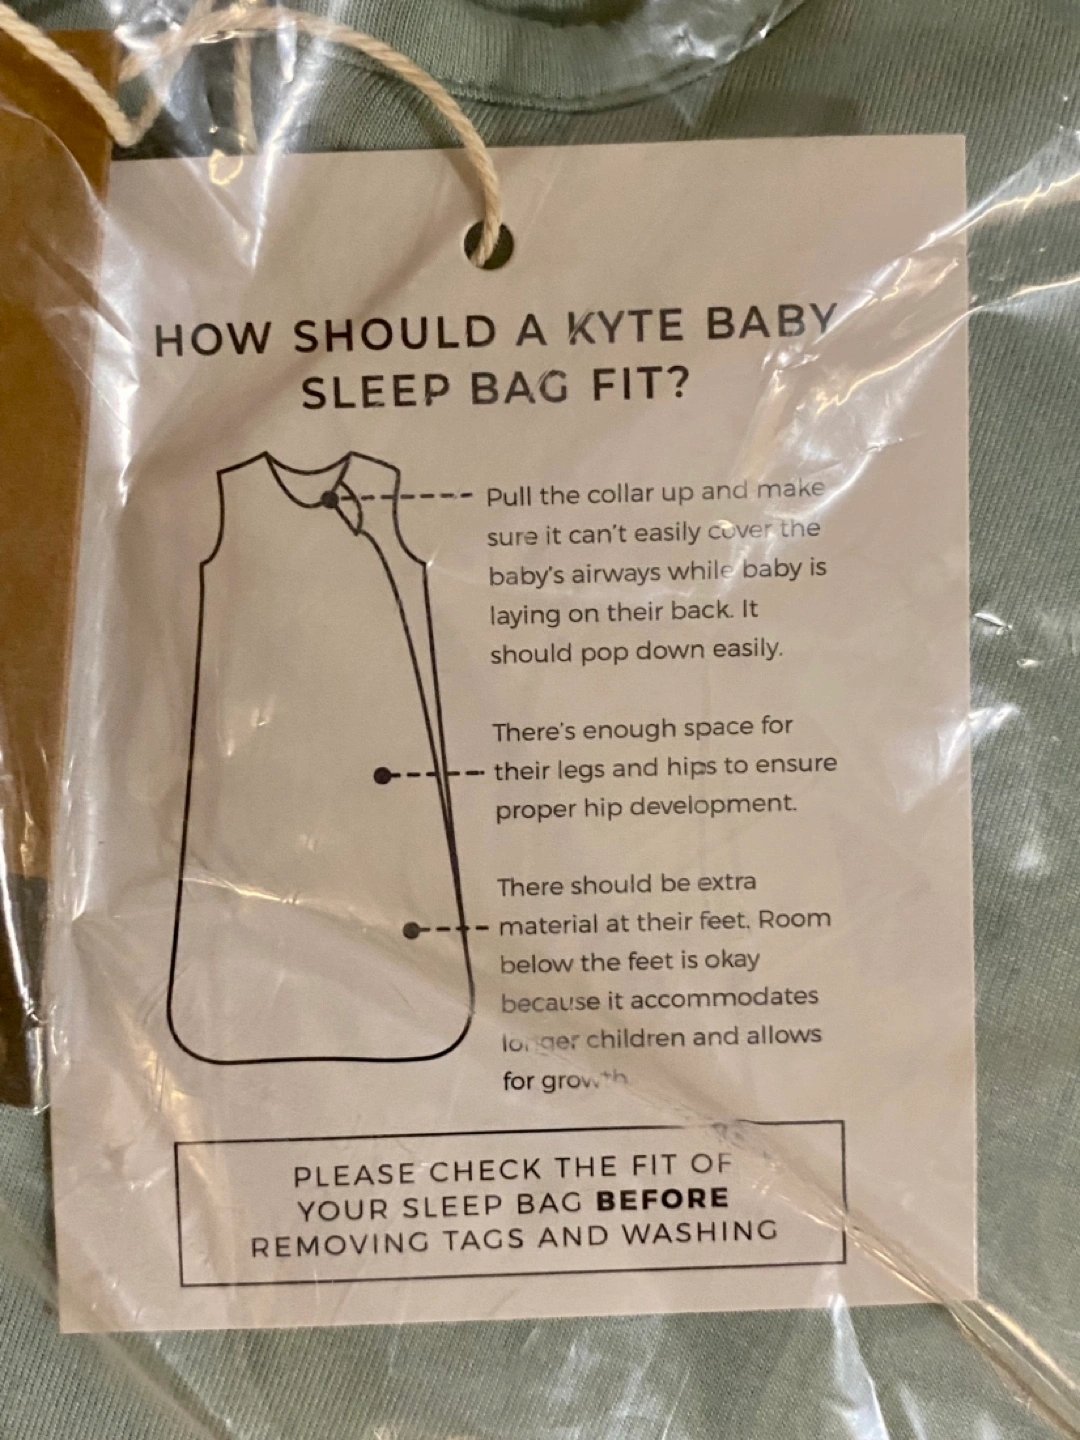 HOW SHOULD A KYTE BABY
SLEEP BAG FIT?
Pull the collar up and make
sure it can't easily cover the
baby's airways while baby is
laying on their back. It
should pop down easily.
There's enough space for
their legs and hips to ensure
proper hip development.
There should be extra
material at their feet. Room
below the feet is okay
because it accommodates
longer children and allows
for growth
PLEASE CHECK THE FIT OF
YOUR SLEEP BAG BEFORE
REMOVING TAGS AND WASHING